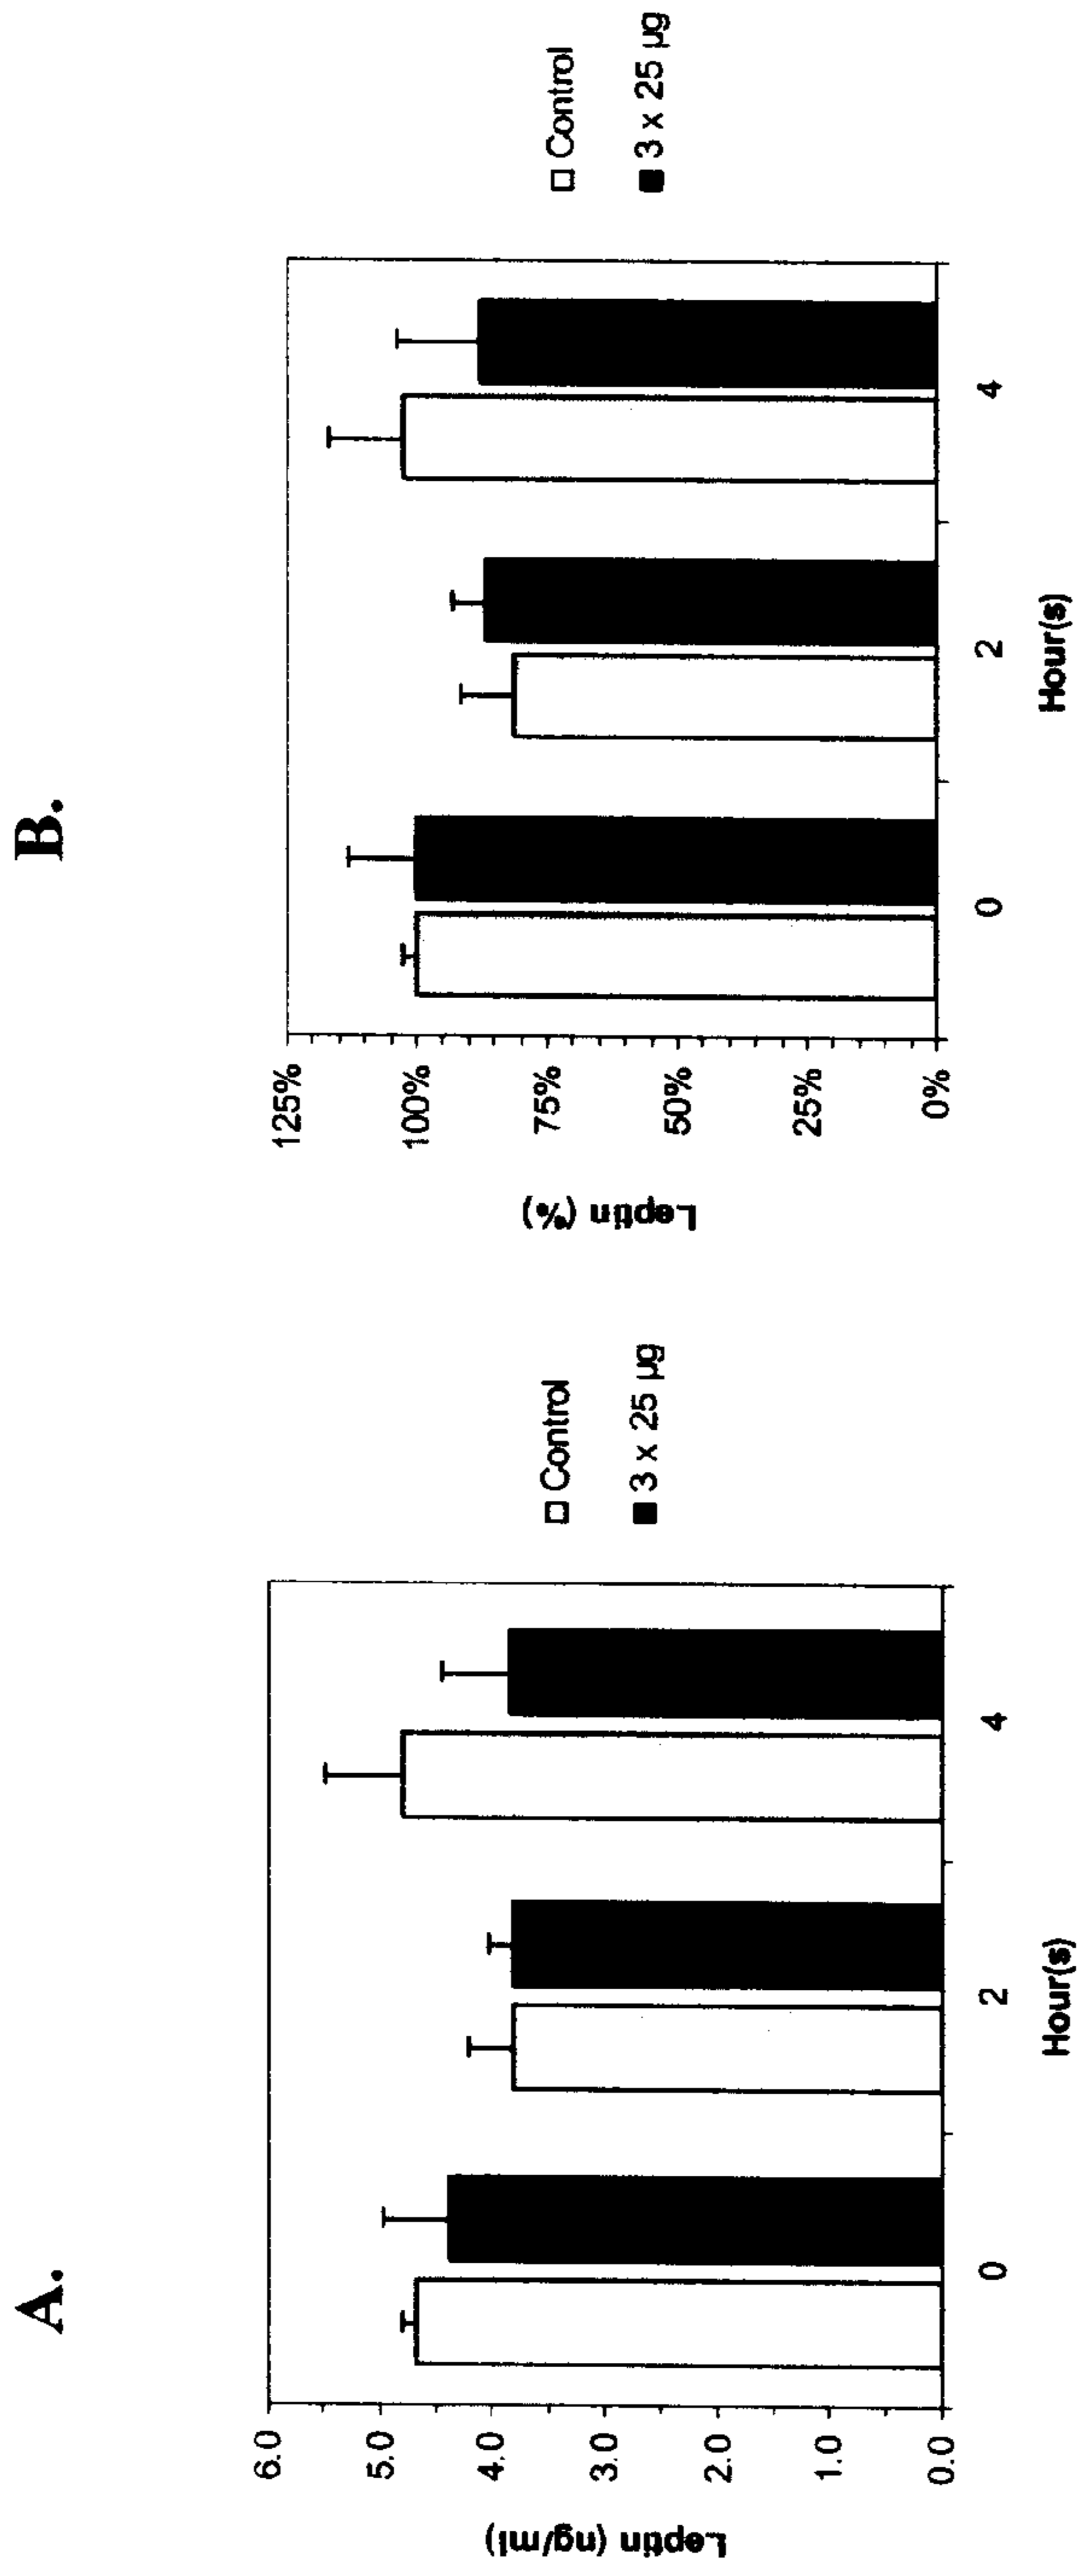 A.
Leptin (ng/ml)
6.0
5.0
4.0
3.0
2.0
1.0
0.0
0
2
4
Hour(s)
Control
3 x 25 µg
B.
Leptin (%)
125%
100%
75%
50%
25%
0%
0
2
4
Hour(s)
Control
3 x 25 µg